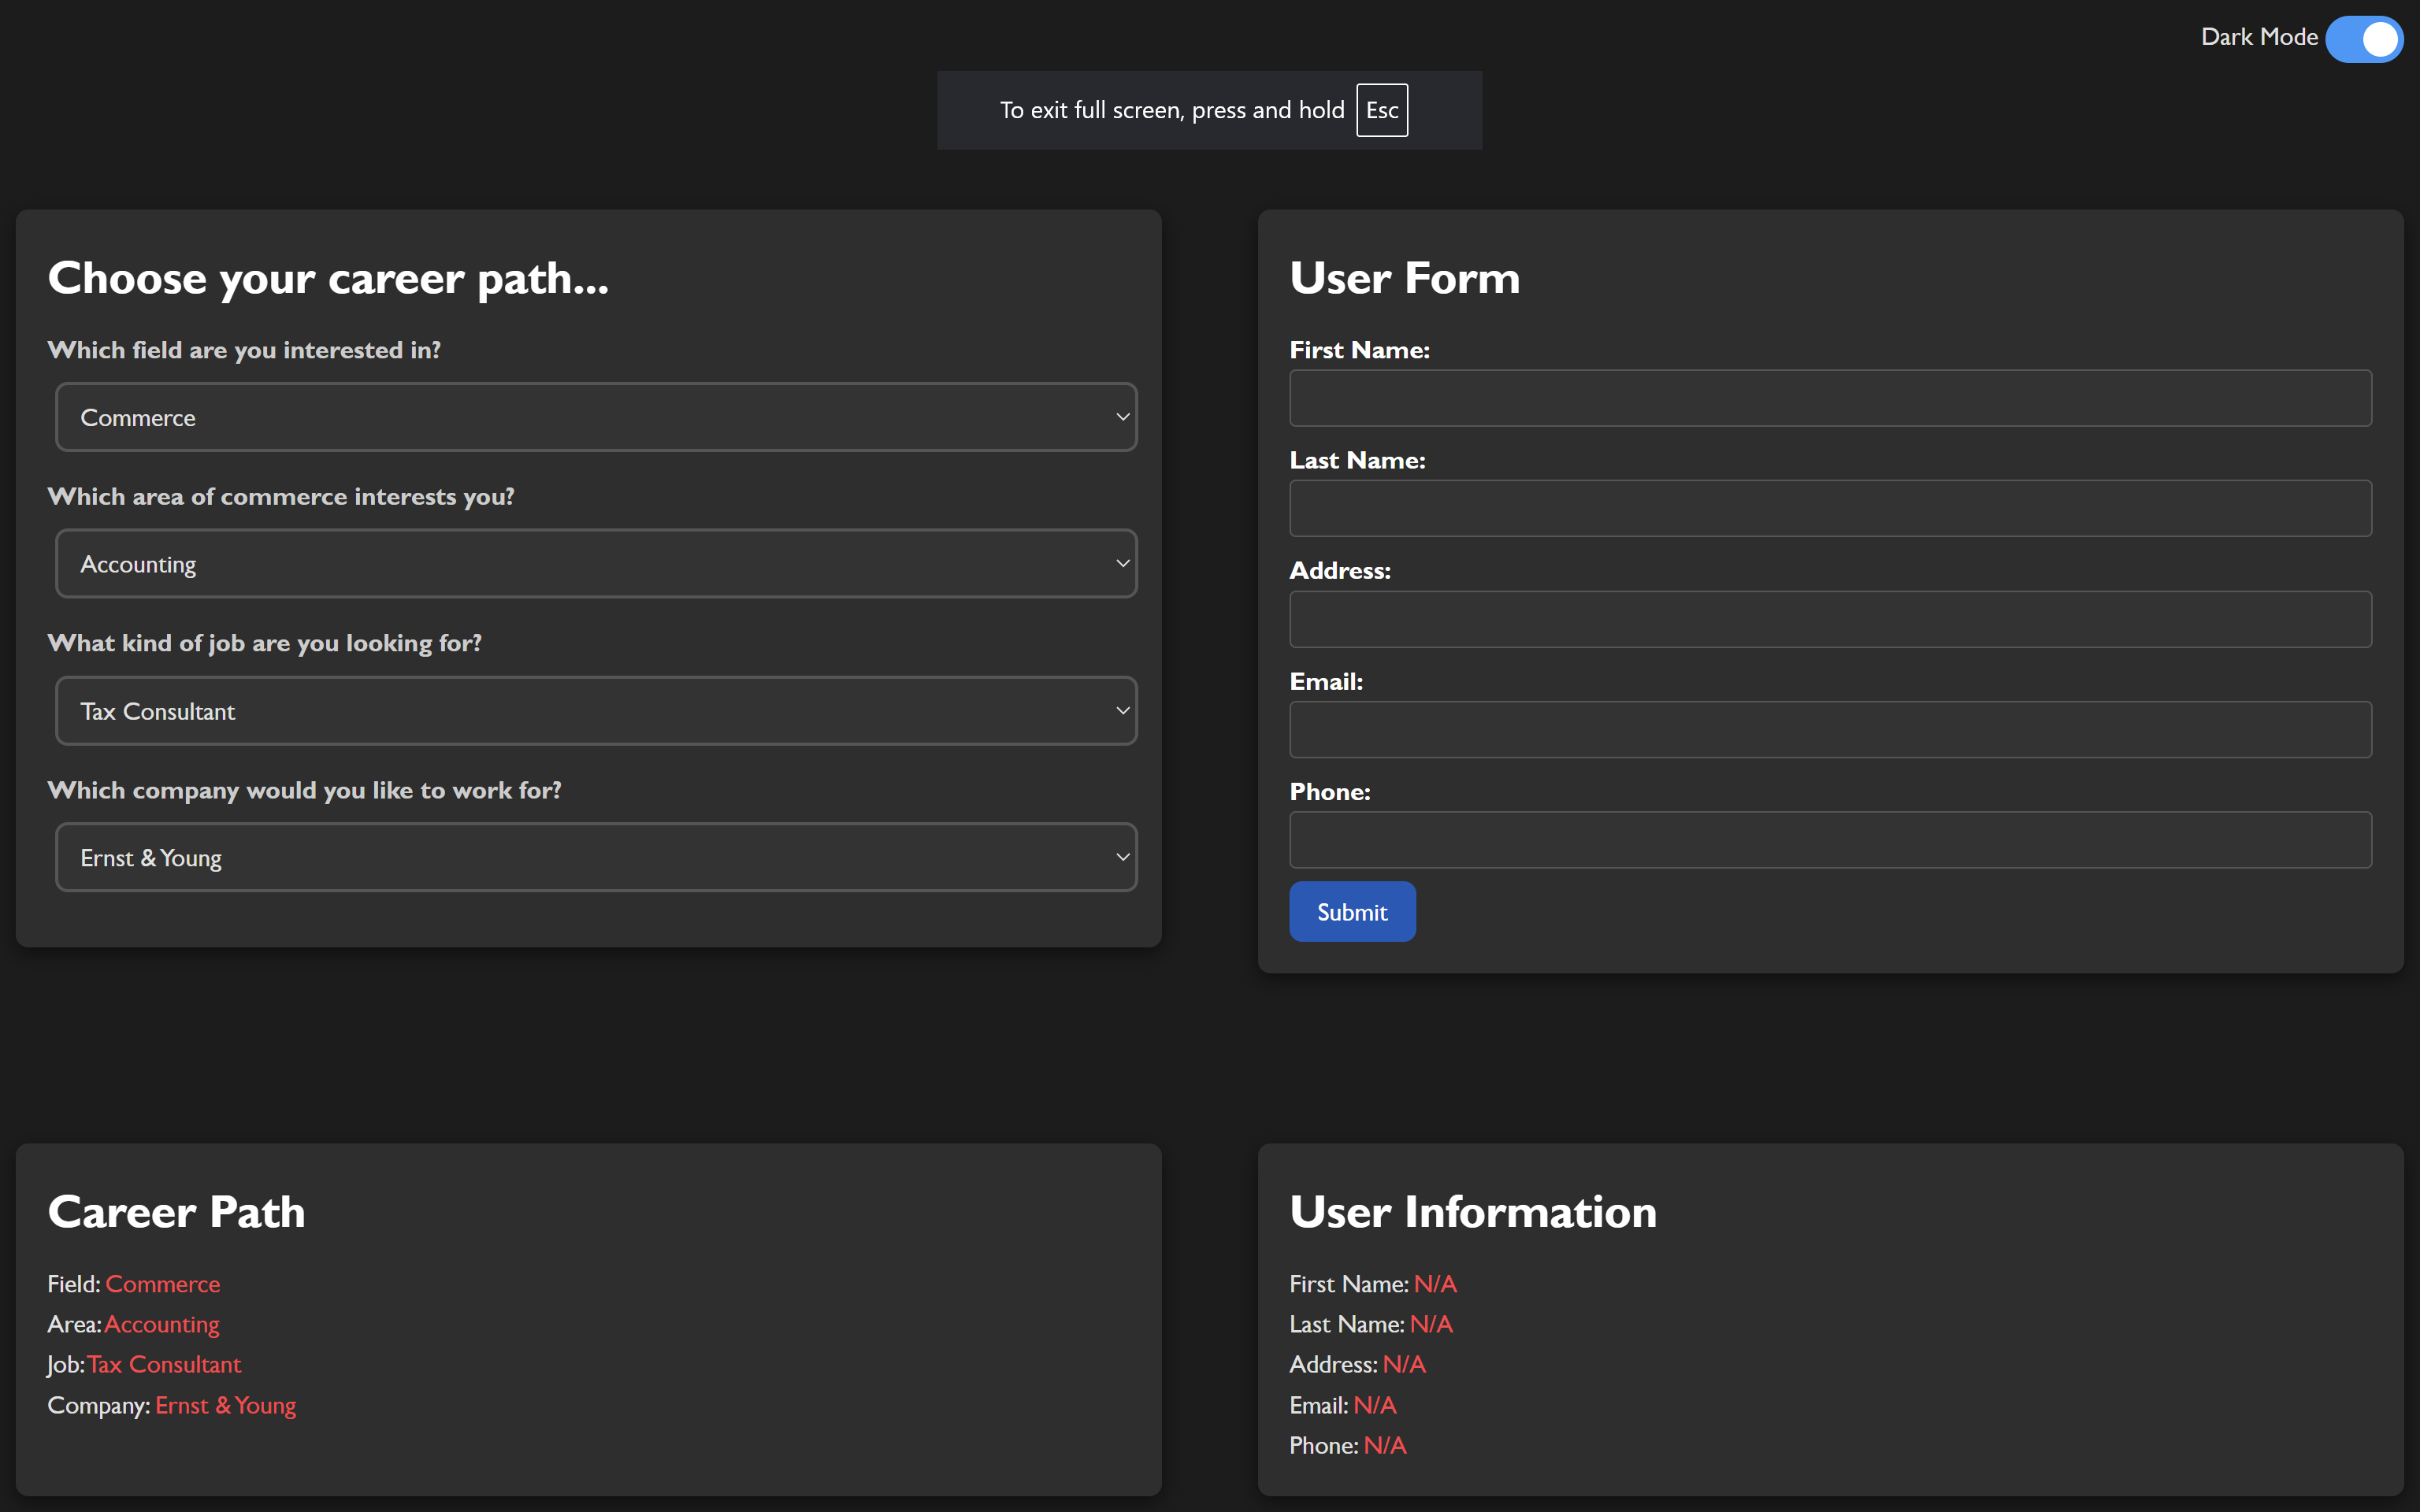 Dark Mode
To exit full screen, press and hold Esc
Choose your career path...
Which field are you interested in?
Commerce
Which area of commerce interests you?
Accounting
What kind of job are you looking for?
Tax Consultant
Which company would you like to work for?
Ernst & Young
User Form
First Name:
Last Name:
Address:
Email:
Phone:
Submit
Career Path
Field: Commerce
Area: Accounting
Job: Tax Consultant
Company: Ernst & Young
User Information
First Name: N/A
Last Name: N/A
Address: N/A
Email: N/A
Phone: N/A